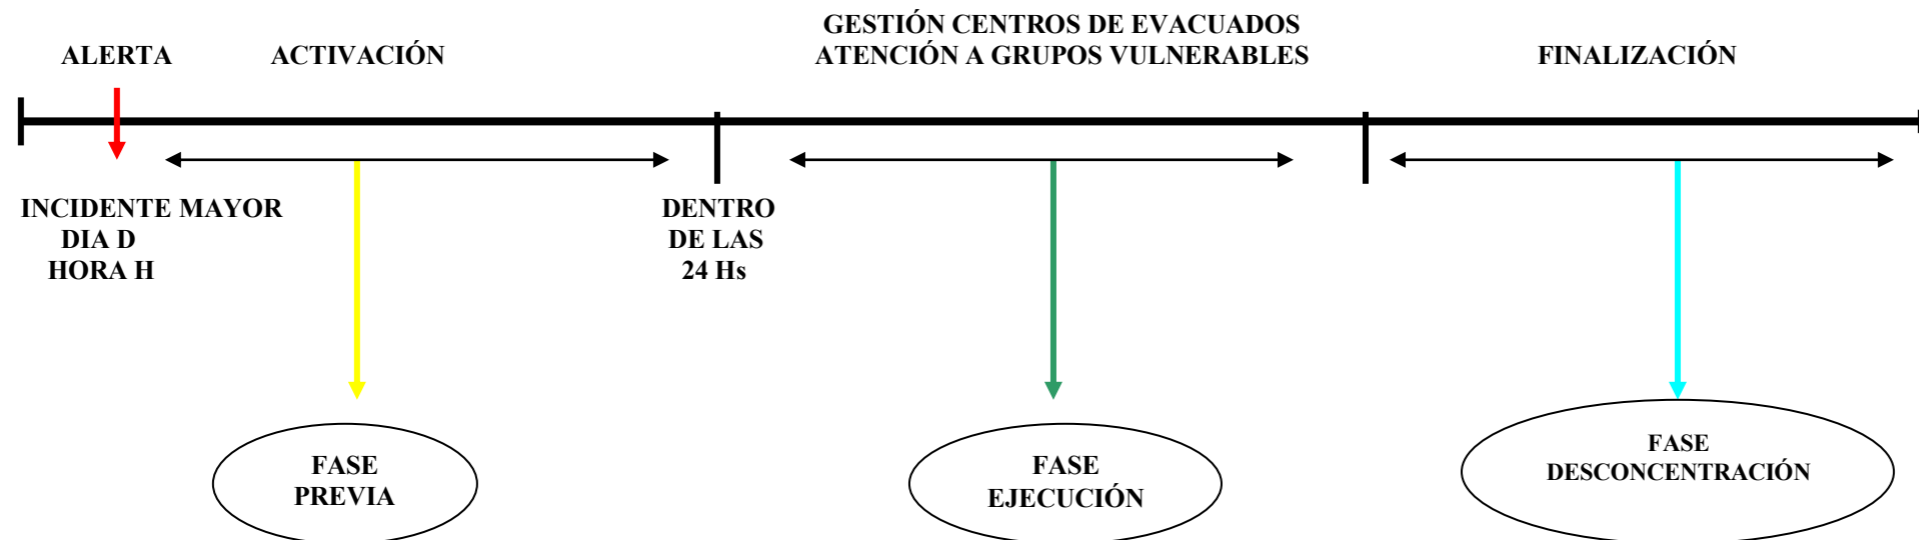 GESTIÓN CENTROS DE EVACUADOS
ALERTA ACTIVACIÓN ATENCIÓN A GRUPOS VULNERABLES FINALIZACIÓN
INCIDENTE MAYOR
DIA D
HORA H
DENTRO
DE LAS
24 Hs
FASE
PREVIA
FASE
EJECUCIÓN
FASE
DESCONCENTRACIÓN